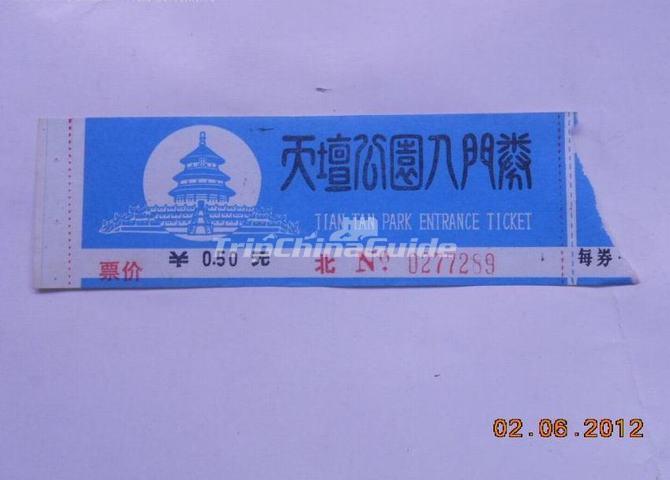 天壇公園入門券
TIAN TAN PARK ENTRANCE TICKET
TripChinaGuide
票价 ¥ 0.50 元 北 Nº 0277289 每券
02.06.2012